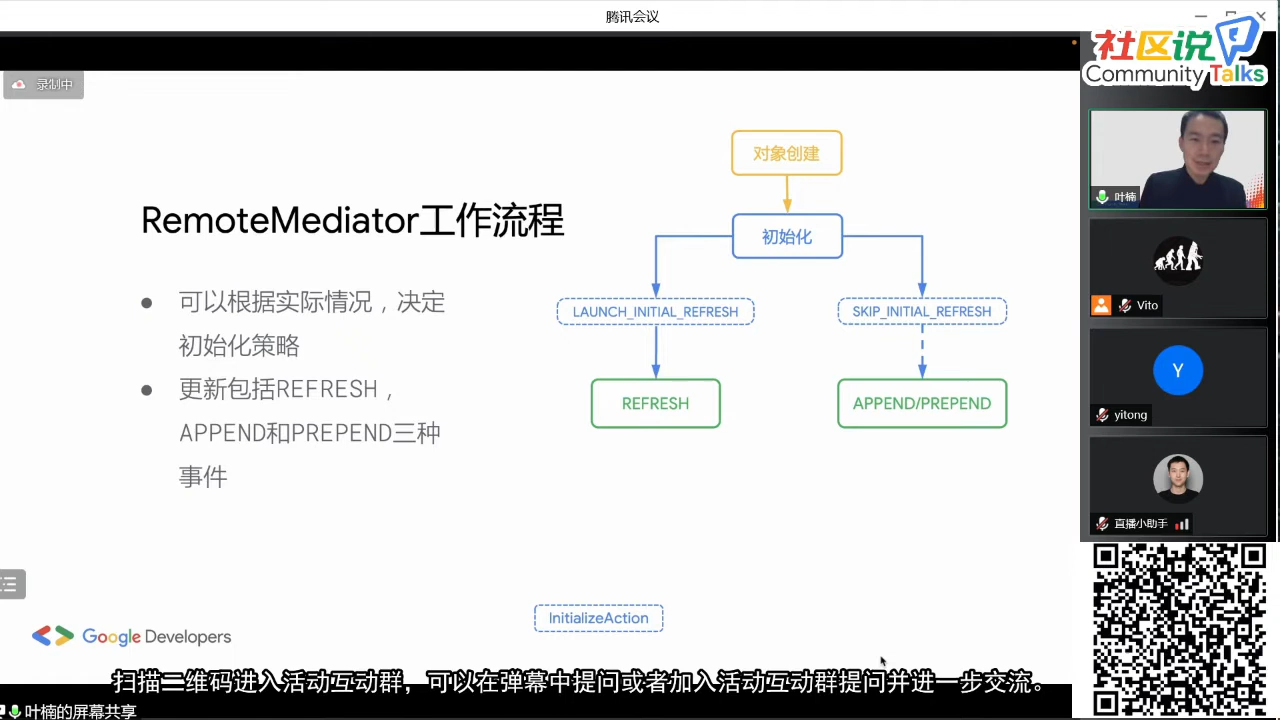 腾讯会议
社区说
Community Talks
录制中
对象创建
RemoteMediator工作流程
初始化
可以根据实际情况，决定
初始化策略
更新包括REFRESH，
APPEND和PREPEND三种
事件
LAUNCH_INITIAL_REFRESH
SKIP_INITIAL_REFRESH
REFRESH
APPEND/PREPEND
InitializeAction
Google Developers
叶楠
Vito
Y
yitong
直播小助手
扫描二维码进入活动互动群，可以在弹幕中提问或者加入活动互动群提问并进一步交流。
叶楠的屏幕共享